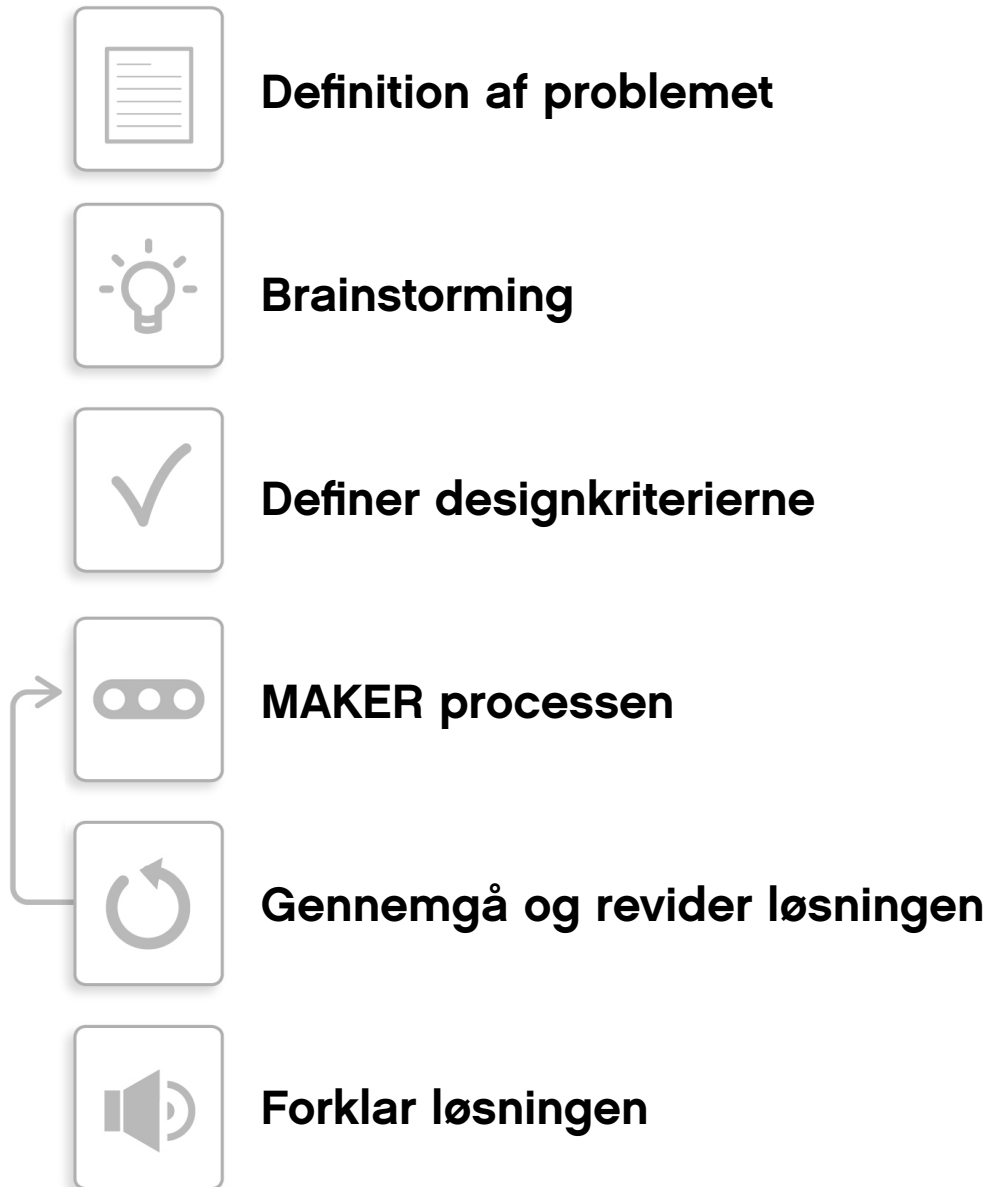 Definition af problemet
Brainstorming
Definer designkriterierne
MAKER processen
Gennemgå og revider løsningen
Forklar løsningen